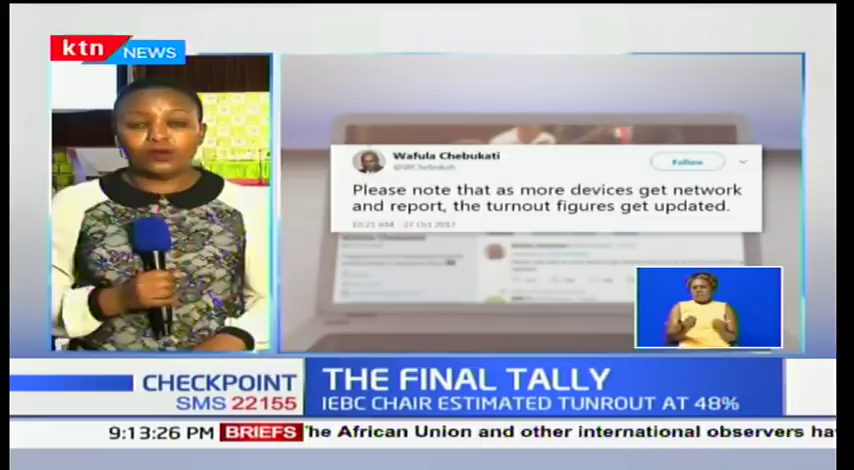 ktn NEWS
Wafula Chebukati
@WChebukati
Follow
Please note that as more devices get network
and report, the turnout figures get updated.
10:21 AM - 27 Oct 2017
CHECKPOINT
SMS 22155
THE FINAL TALLY
IEBC CHAIR ESTIMATED TUNROUT AT 48%
9:13:26 PM BRIEFS The African Union and other international observers ha